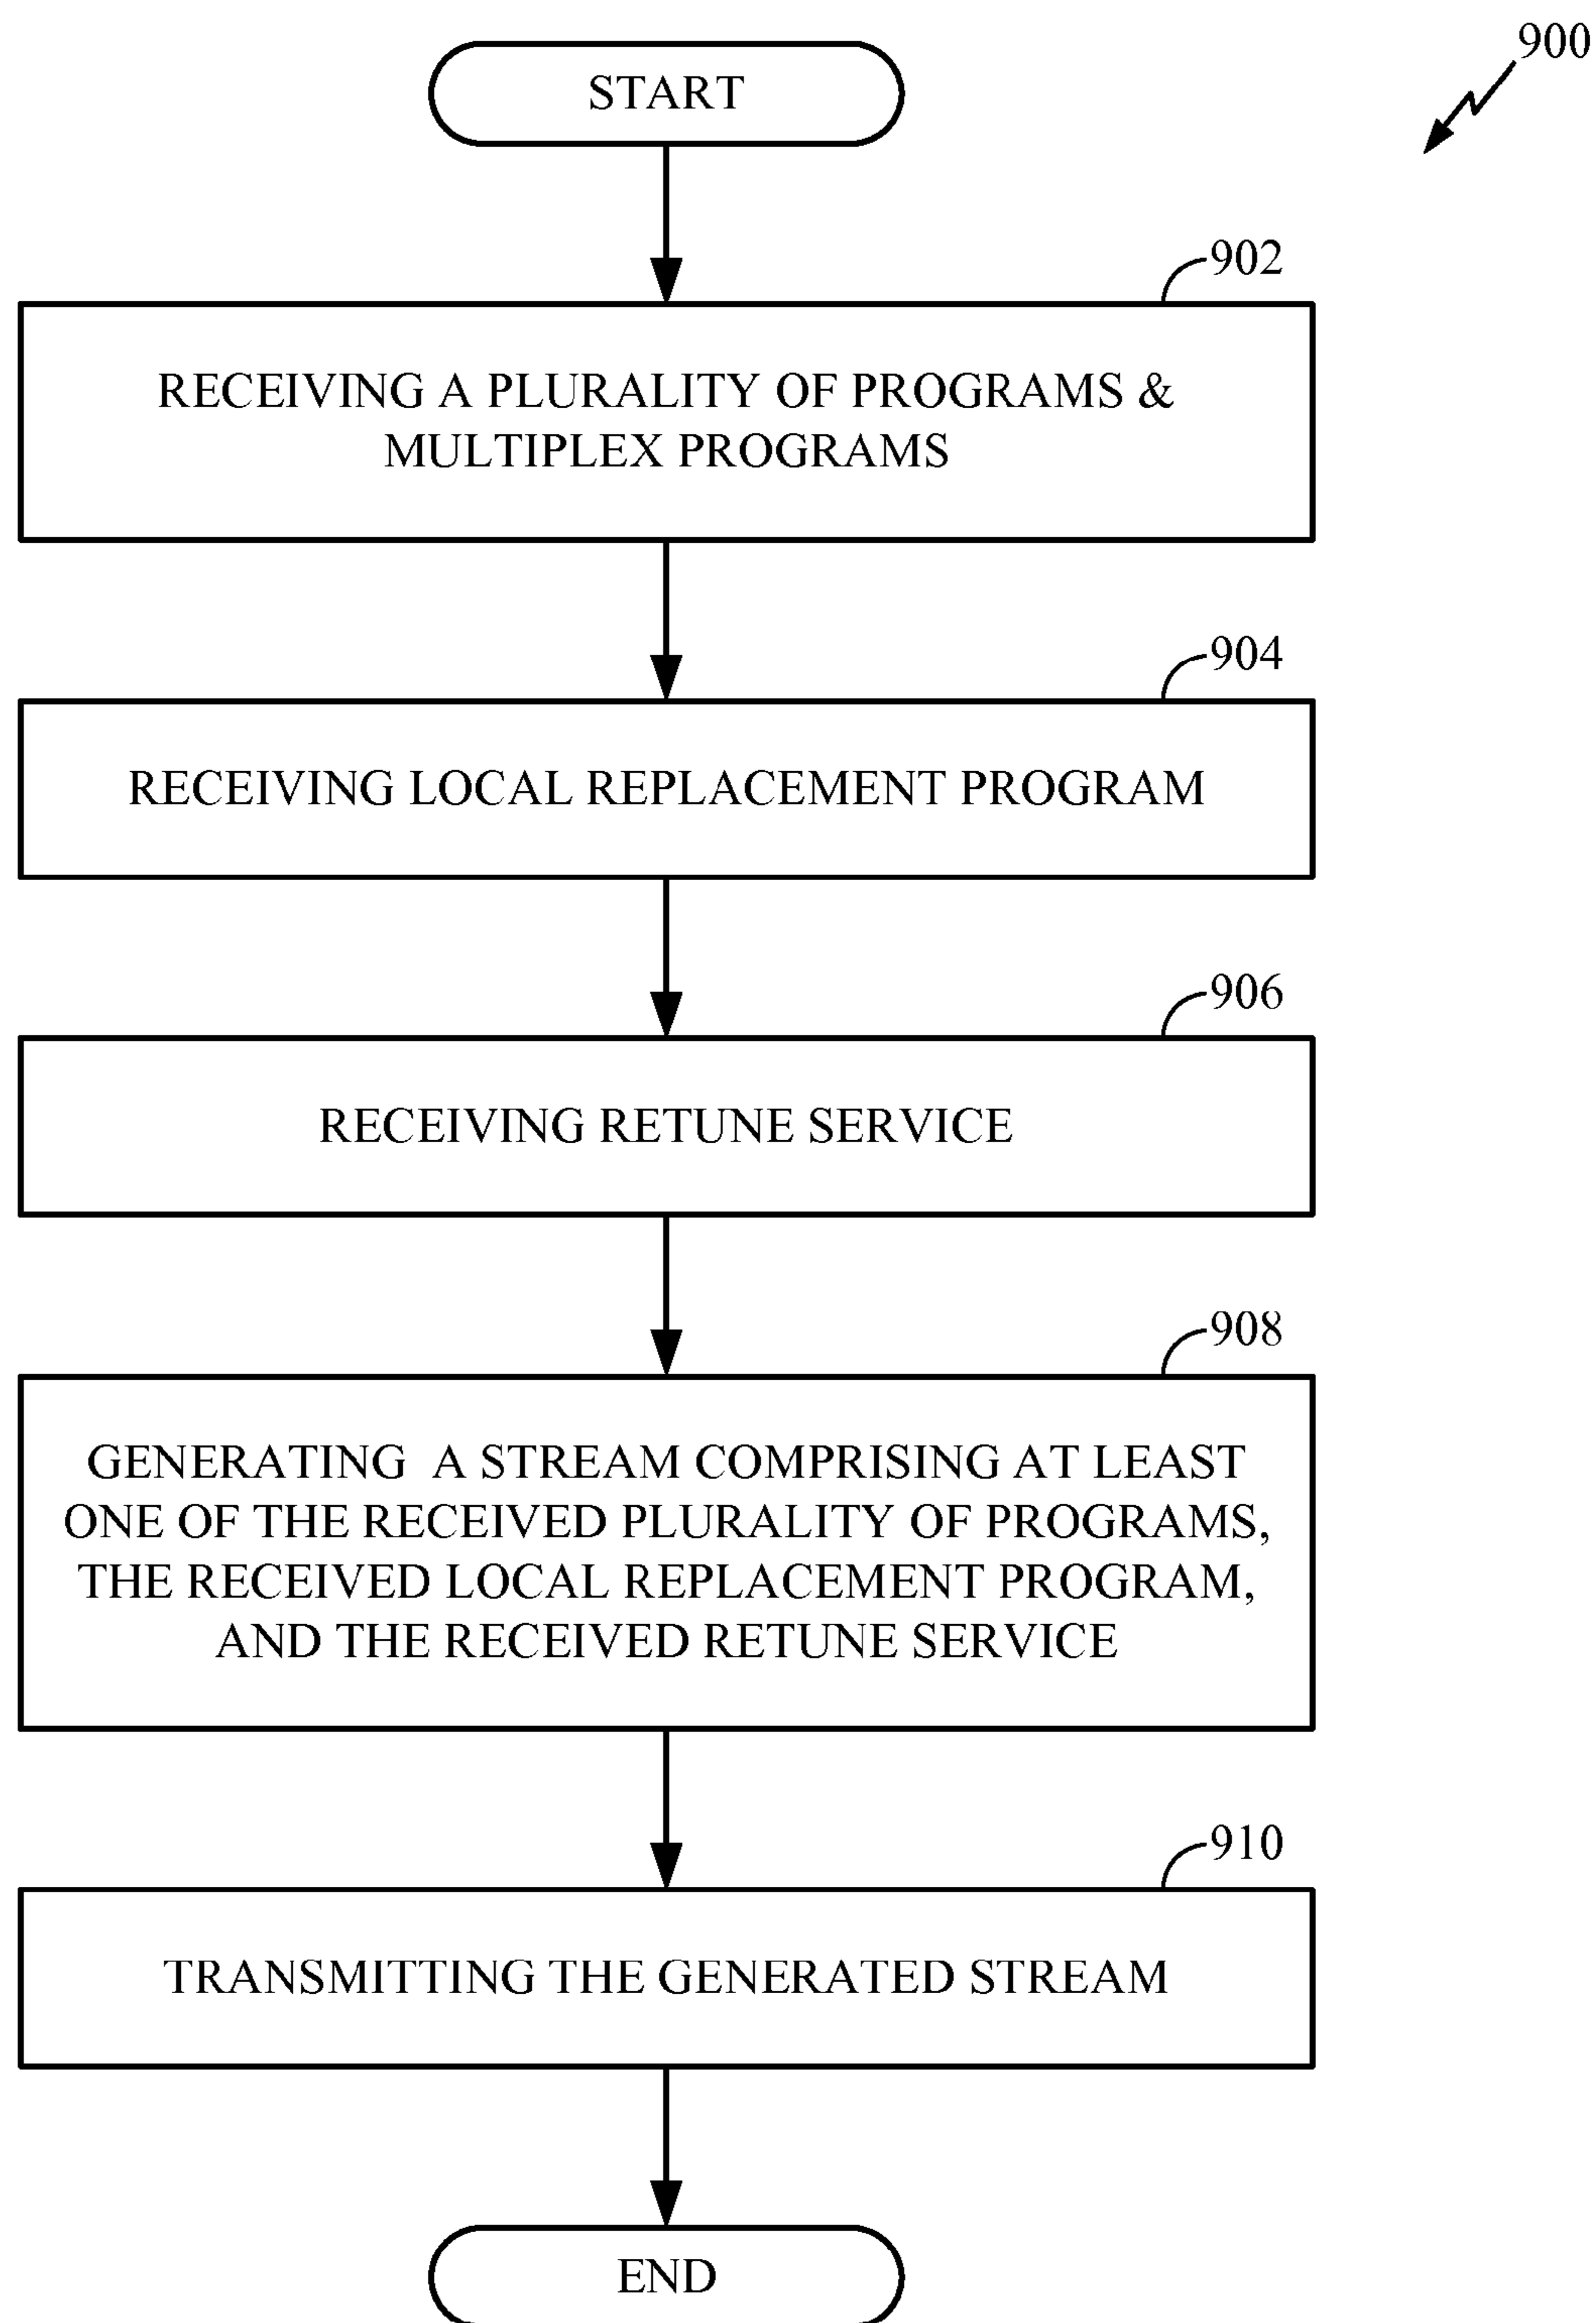 900
START
902
RECEIVING A PLURALITY OF PROGRAMS &
MULTIPLEX PROGRAMS
904
RECEIVING LOCAL REPLACEMENT PROGRAM
906
RECEIVING RETUNE SERVICE
908
GENERATING A STREAM COMPRISING AT LEAST
ONE OF THE RECEIVED PLURALITY OF PROGRAMS,
THE RECEIVED LOCAL REPLACEMENT PROGRAM,
AND THE RECEIVED RETUNE SERVICE
910
TRANSMITTING THE GENERATED STREAM
END